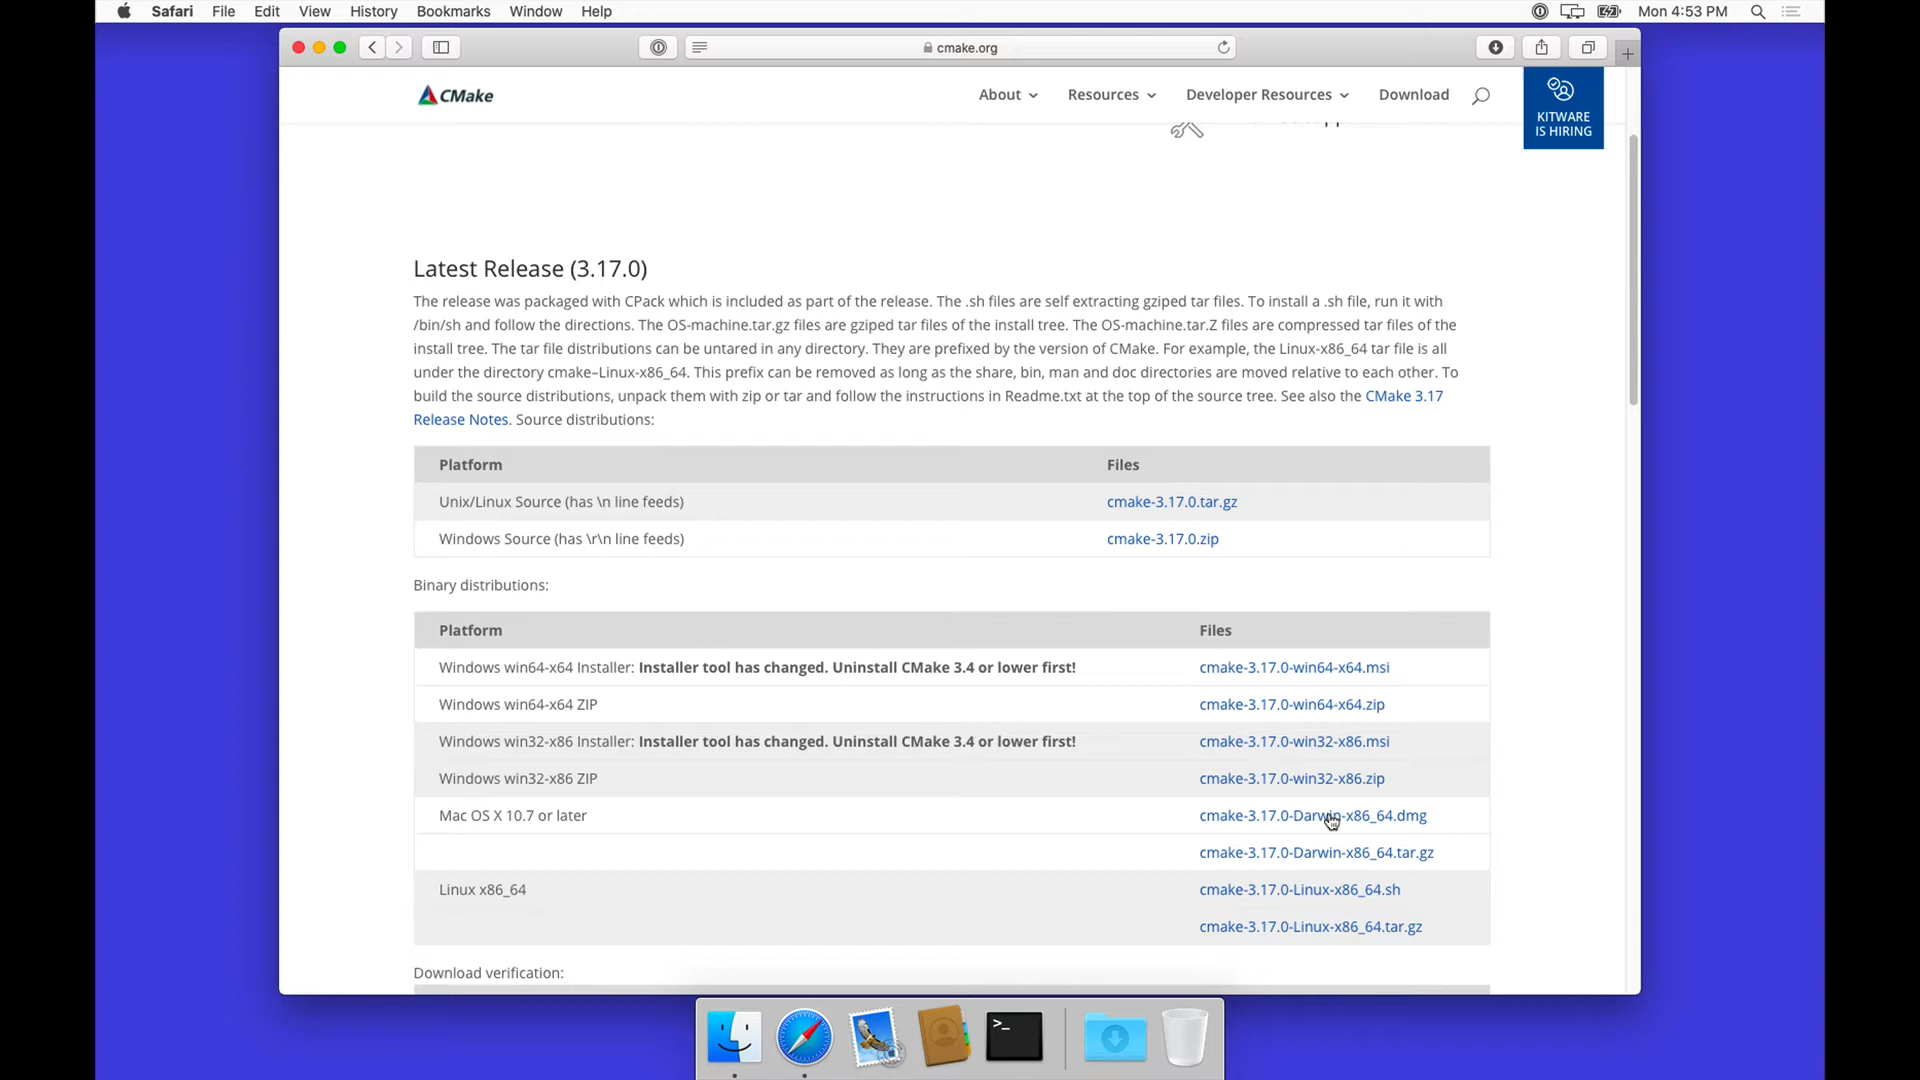 Safari File Edit View History Bookmarks Window Help Mon 4:53 PM
cmake.org
CMake About Resources Developer Resources Download
KITWARE
IS HIRING
Latest Release (3.17.0)
The release was packaged with CPack which is included as part of the release. The .sh files are self extracting gziped tar files. To install a .sh file, run it with
/bin/sh and follow the directions. The OS-machine.tar.gz files are gziped tar files of the install tree. The OS-machine.tar.Z files are compressed tar files of the
install tree. The tar file distributions can be untared in any directory. They are prefixed by the version of CMake. For example, the Linux-x86_64 tar file is all
under the directory cmake–Linux-x86_64. This prefix can be removed as long as the share, bin, man and doc directories are moved relative to each other. To
build the source distributions, unpack them with zip or tar and follow the instructions in Readme.txt at the top of the source tree. See also the CMake 3.17
Release Notes. Source distributions:
Platform Files
Unix/Linux Source (has \n line feeds) cmake-3.17.0.tar.gz
Windows Source (has \r\n line feeds) cmake-3.17.0.zip
Binary distributions:
Platform Files
Windows win64-x64 Installer: Installer tool has changed. Uninstall CMake 3.4 or lower first! cmake-3.17.0-win64-x64.msi
Windows win64-x64 ZIP cmake-3.17.0-win64-x64.zip
Windows win32-x86 Installer: Installer tool has changed. Uninstall CMake 3.4 or lower first! cmake-3.17.0-win32-x86.msi
Windows win32-x86 ZIP cmake-3.17.0-win32-x86.zip
Mac OS X 10.7 or later cmake-3.17.0-Darwin-x86_64.dmg
cmake-3.17.0-Darwin-x86_64.tar.gz
Linux x86_64 cmake-3.17.0-Linux-x86_64.sh
cmake-3.17.0-Linux-x86_64.tar.gz
Download verification: